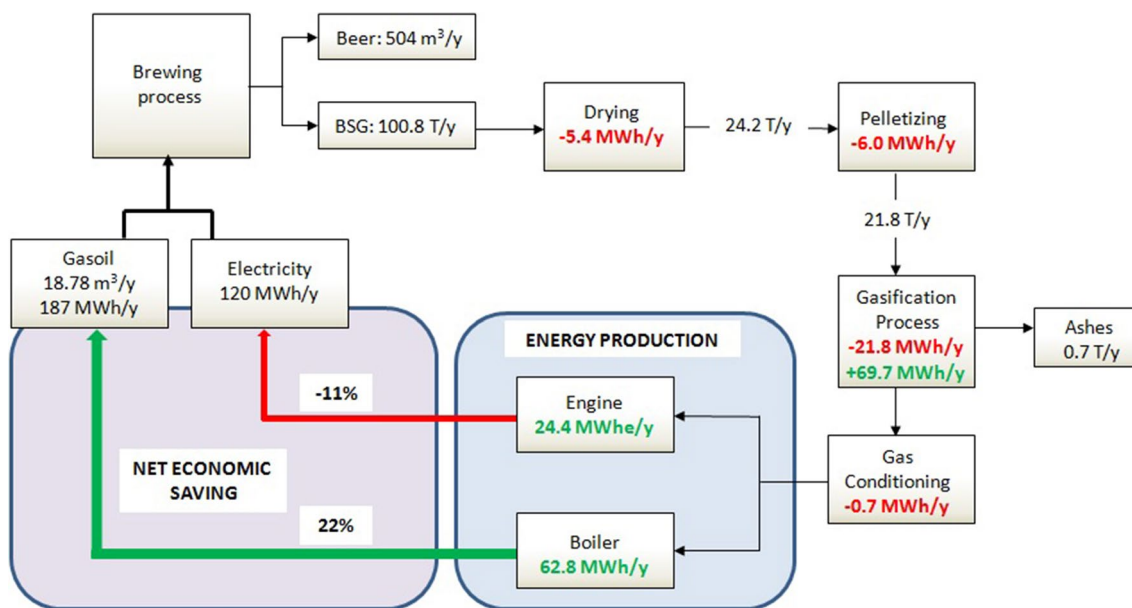 Brewing
process
Beer: 504 m³/y
BSG: 100.8 T/y
Drying
-5.4 MWh/y
24.2 T/y
Pelletizing
-6.0 MWh/y
21.8 T/y
Gasoil
18.78 m³/y
187 MWh/y
Electricity
120 MWh/y
Gasification
Process
-21.8 MWh/y
+69.7 MWh/y
Ashes
0.7 T/y
ENERGY PRODUCTION
-11%
Engine
24.4 MWhe/y
Gas
Conditioning
-0.7 MWh/y
NET ECONOMIC
SAVING
22%
Boiler
62.8 MWh/y